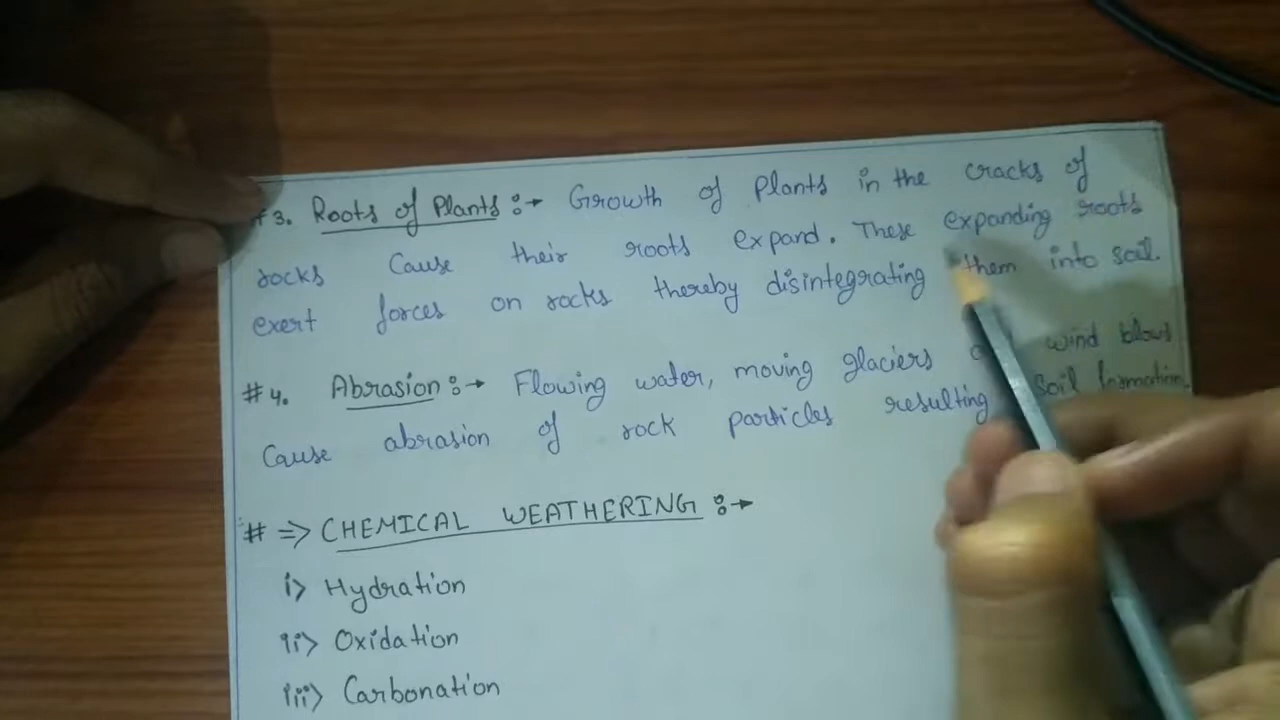 #3. Roots of Plants :→ Growth of plants in the cracks of
rocks cause their roots expand. These expanding roots
exert forces on rocks thereby disintegrating them into soil.
#4. Abrasion :→ Flowing water, moving glaciers wind blows
Cause abrasion of rock particles resulting soil formation.
# => CHEMICAL WEATHERING :→
i> Hydration
ii> Oxidation
iii> Carbonation